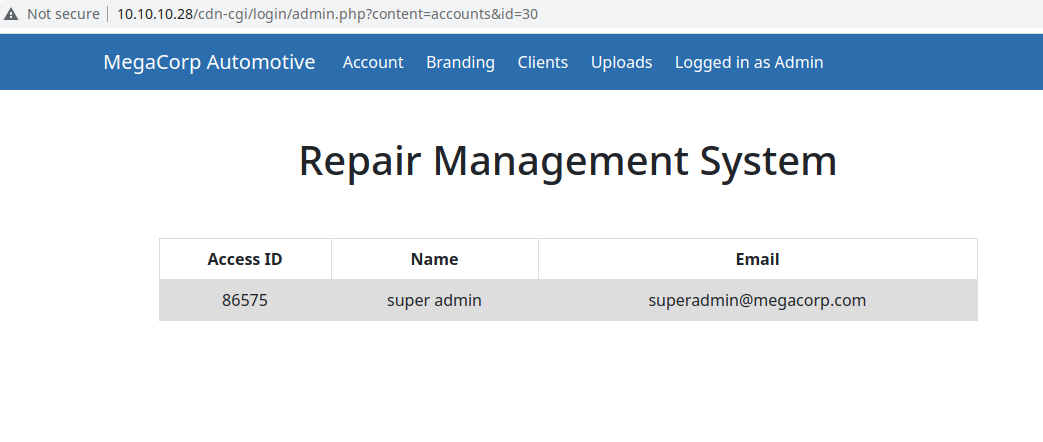 Not secure 10.10.10.28/cdn-cgi/login/admin.php?content=accounts&id=30
MegaCorp Automotive Account Branding Clients Uploads Logged in as Admin
Repair Management System
Access ID Name Email
86575 super admin superadmin@megacorp.com